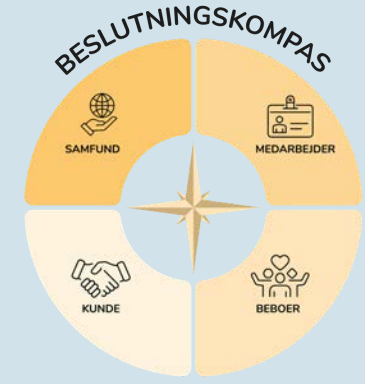 BESLUTNINGSKOMPAS
SAMFUND
MEDARBEJDER
KUNDE
BEBOER